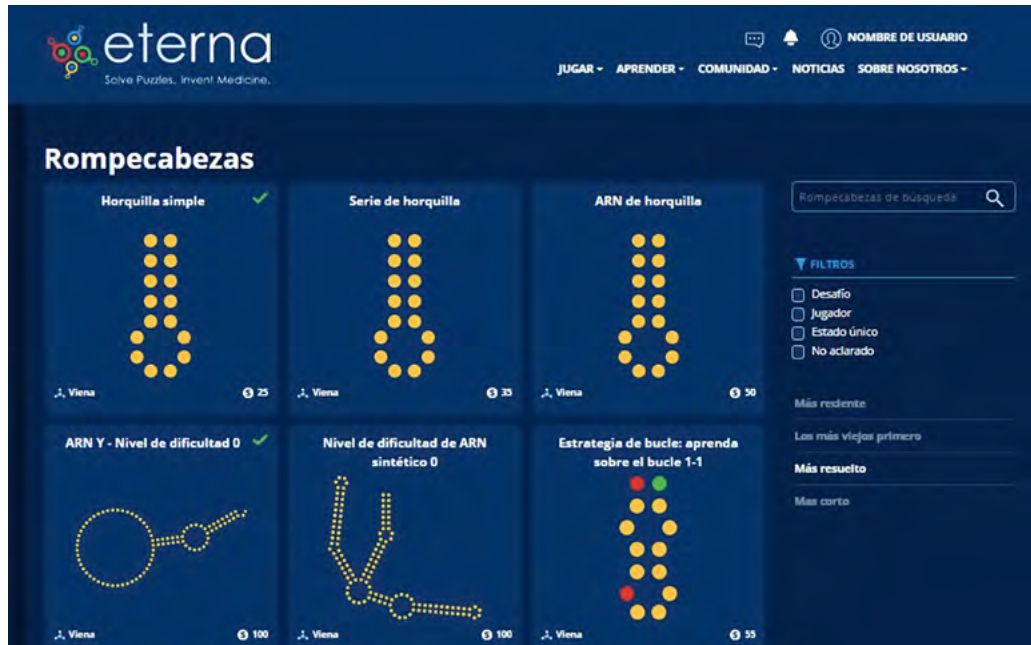 eterna
Solve Puzzles. Invent Medicine.
NOMBRE DE USUARIO
JUGAR
APRENDER
COMUNIDAD
NOTICIAS
SOBRE NOSOTROS
Rompecabezas
Horquilla simple
Viena
25
Serie de horquilla
Viena
35
ARN de horquilla
Viena
50
ARN Y - Nivel de dificultad 0
Viena
100
Nivel de dificultad de ARN
sintético 0
Viena
100
Estrategia de bucle: aprenda
sobre el bucle 1-1
Viena
55
Rompecabezas de búsqueda
FILTROS
Desafío
Jugador
Estado único
No aclarado
Más reciente
Los más viejos primero
Más resuelto
Mas corto